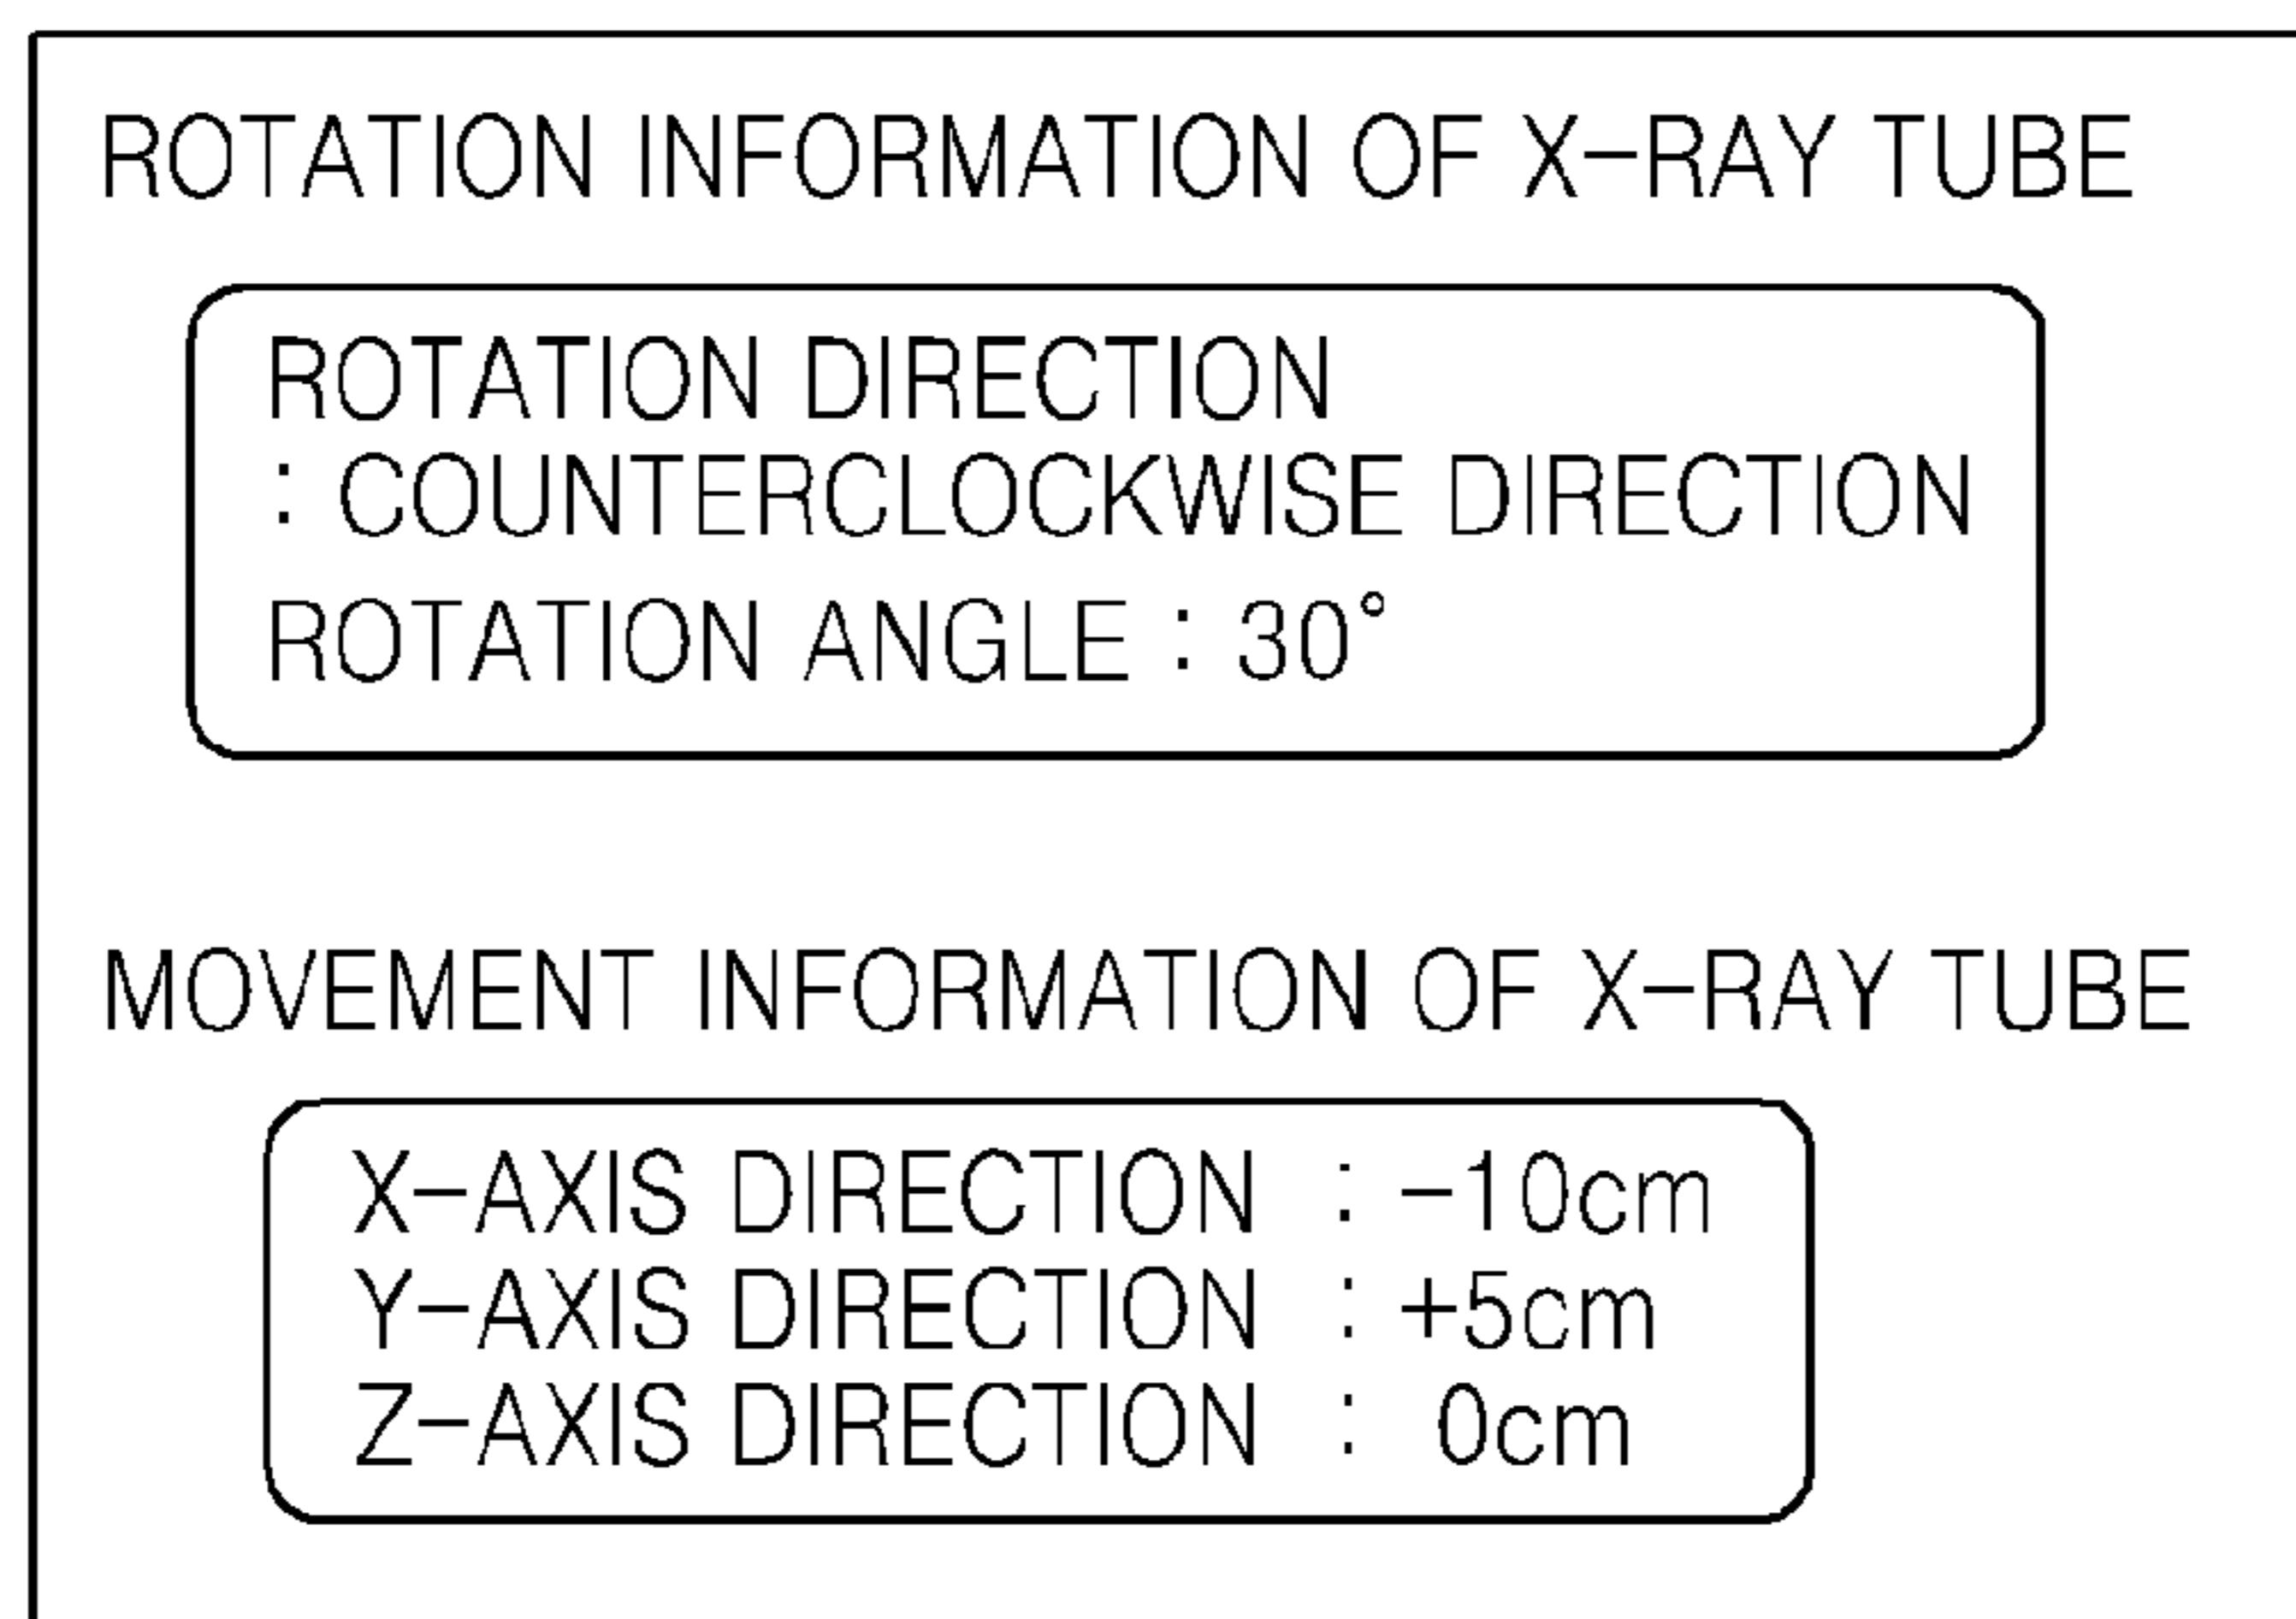 ROTATION INFORMATION OF X-RAY TUBE
ROTATION DIRECTION
: COUNTERCLOCKWISE DIRECTION
ROTATION ANGLE : 30°
MOVEMENT INFORMATION OF X-RAY TUBE
X-AXIS DIRECTION : -10cm
Y-AXIS DIRECTION : +5cm
Z-AXIS DIRECTION : 0cm